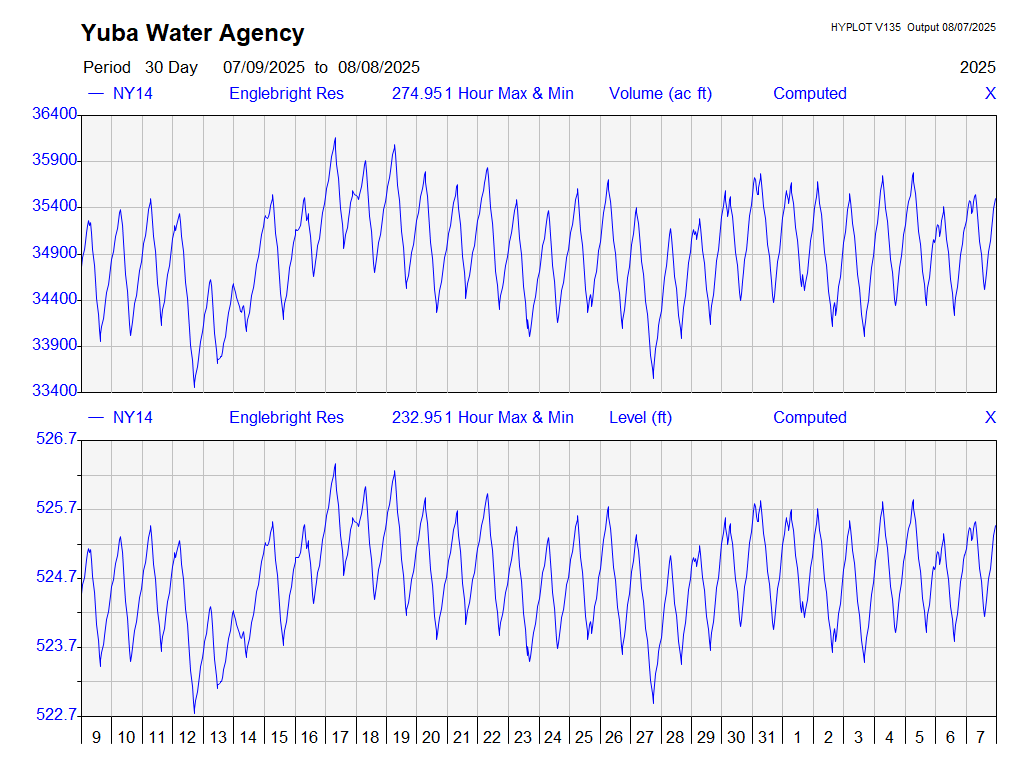 Yuba Water Agency
HYPLOT V135 Output 08/07/2025
Period 30 Day 07/09/2025 to 08/08/2025 2025
NY14 Englebright Res 274.951 Hour Max & Min Volume (ac ft) Computed X
36400
35900
35400
34900
34400
33900
33400
NY14 Englebright Res 232.951 Hour Max & Min Level (ft) Computed X
526.7
525.7
524.7
523.7
522.7
9 10 11 12 13 14 15 16 17 18 19 20 21 22 23 24 25 26 27 28 29 30 31 1 2 3 4 5 6 7